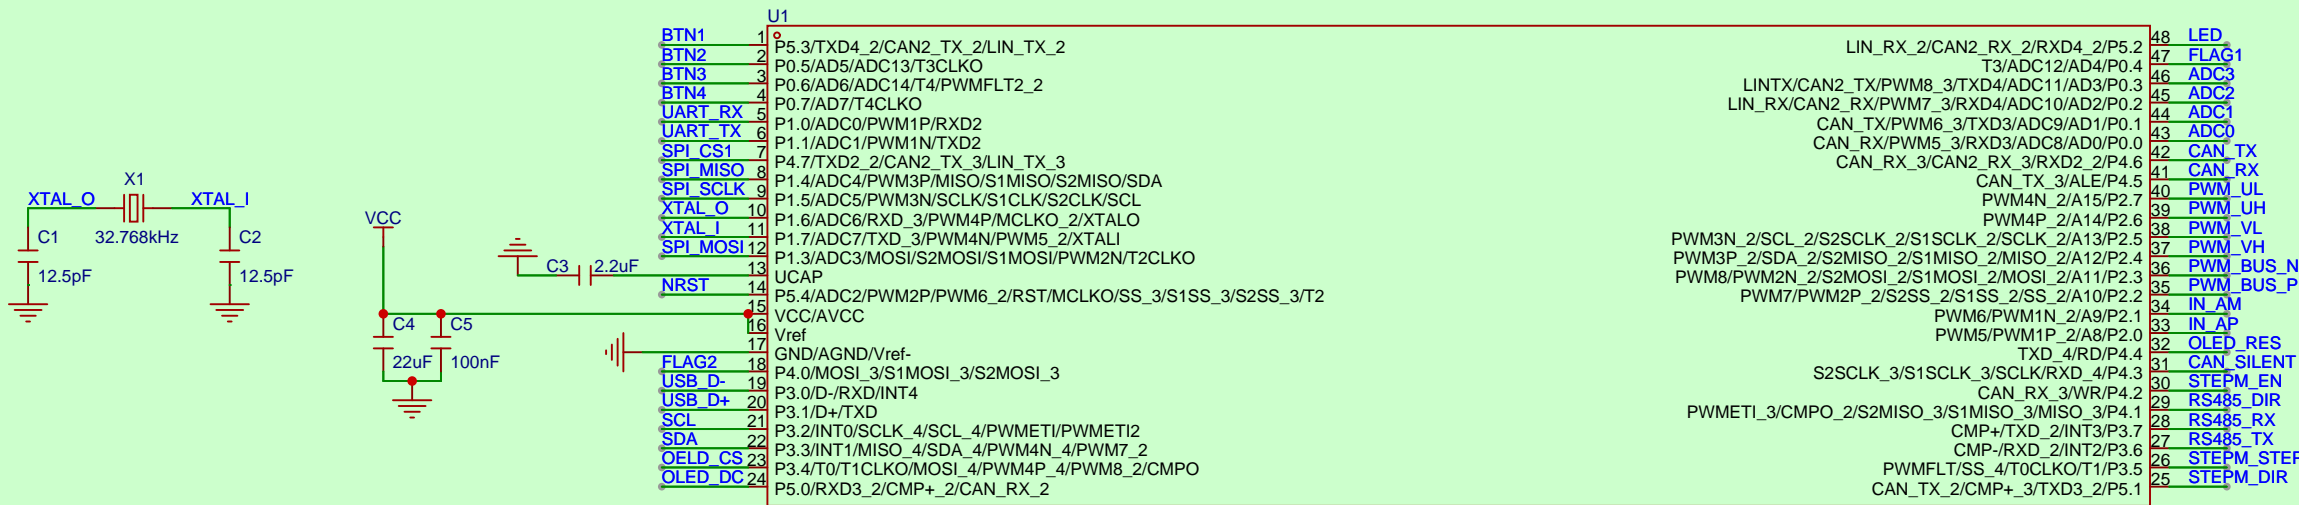 U1
BTN1 1 P5.3/TXD4_2/CAN2_TX_2/LIN_TX_2
BTN2 2 P0.5/AD5/ADC13/T3CLKO
BTN3 3 P0.6/AD6/ADC14/T4/PWMFLT2_2
BTN4 4 P0.7/AD7/T4CLKO
UART_RX 5 P1.0/ADC0/PWM1P/RXD2
UART_TX 6 P1.1/ADC1/PWM1N/TXD2
SPI_CS1 7 P4.7/TXD2_2/CAN2_TX_3/LIN_TX_3
SPI_MISO 8 P1.4/ADC4/PWM3P/MISO/S1MISO/S2MISO/SDA
SPI_SCLK 9 P1.5/ADC5/PWM3N/SCLK/S1CLK/S2CLK/SCL
XTAL_O 10 P1.6/ADC6/RXD_3/PWM4P/MCLKO_2/XTALO
XTAL_I 11 P1.7/ADC7/TXD_3/PWM4N/PWM5_2/XTALI
SPI_MOSI 12 P1.3/ADC3/MOSI/S2MOSI/S1MOSI/PWM2N/T2CLKO
13 UCAP
NRST 14 P5.4/ADC2/PWM2P/PWM6_2/RST/MCLKO/SS_3/S1SS_3/S2SS_3/T2
15 VCC/AVCC
16 Vref
17 GND/AGND/Vref-
FLAG2 18 P4.0/MOSI_3/S1MOSI_3/S2MOSI_3
USB_D- 19 P3.0/D-/RXD/INT4
USB_D+ 20 P3.1/D+/TXD
SCL 21 P3.2/INT0/SCLK_4/SCL_4/PWMETI/PWMETI2
SDA 22 P3.3/INT1/MISO_4/SDA_4/PWM4N_4/PWM7_2
OELD_CS 23 P3.4/T0/T1CLKO/MOSI_4/PWM4P_4/PWM8_2/CMPO
OLED_DC 24 P5.0/RXD3_2/CMP+_2/CAN_RX_2
LIN_RX_2/CAN2_RX_2/RXD4_2/P5.2 48 LED
T3/ADC12/AD4/P0.4 47 FLAG1
LINTX/CAN2_TX/PWM8_3/TXD4/ADC11/AD3/P0.3 46 ADC3
LIN_RX/CAN2_RX/PWM7_3/RXD4/ADC10/AD2/P0.2 45 ADC2
CAN_TX/PWM6_3/TXD3/ADC9/AD1/P0.1 44 ADC1
CAN_RX/PWM5_3/RXD3/ADC8/AD0/P0.0 43 ADC0
CAN_RX_3/CAN2_RX_3/RXD2_2/P4.6 42 CAN_TX
CAN_TX_3/ALE/P4.5 41 CAN_RX
PWM4N_2/A15/P2.7 40 PWM_UL
PWM4P_2/A14/P2.6 39 PWM_UH
PWM3N_2/SCL_2/S2SCLK_2/S1SCLK_2/SCLK_2/A13/P2.5 38 PWM_VL
PWM3P_2/SDA_2/S2MISO_2/S1MISO_2/MISO_2/A12/P2.4 37 PWM_VH
PWM8/PWM2N_2/S2MOSI_2/S1MOSI_2/MOSI_2/A11/P2.3 36 PWM_BUS_N
PWM7/PWM2P_2/S2SS_2/S1SS_2/SS_2/A10/P2.2 35 PWM_BUS_P
PWM6/PWM1N_2/A9/P2.1 34 IN_AM
PWM5/PWM1P_2/A8/P2.0 33 IN_AP
TXD_4/RD/P4.4 32 OLED_RES
S2SCLK_3/S1SCLK_3/SCLK/RXD_4/P4.3 31 CAN_SILENT
CAN_RX_3/WR/P4.2 30 STEPM_EN
PWMETI_3/CMPO_2/S2MISO_3/S1MISO_3/MISO_3/P4.1 29 RS485_DIR
CMP+/TXD_2/INT3/P3.7 28 RS485_RX
CMP-/RXD_2/INT2/P3.6 27 RS485_TX
PWMFLT/SS_4/T0CLKO/T1/P3.5 26 STEPM_STEP
CAN_TX_2/CMP+_3/TXD3_2/P5.1 25 STEPM_DIR
X1
XTAL_O XTAL_I
32.768kHz
C1
12.5pF
C2
12.5pF
VCC
C3 2.2uF
C4
22uF
C5
100nF